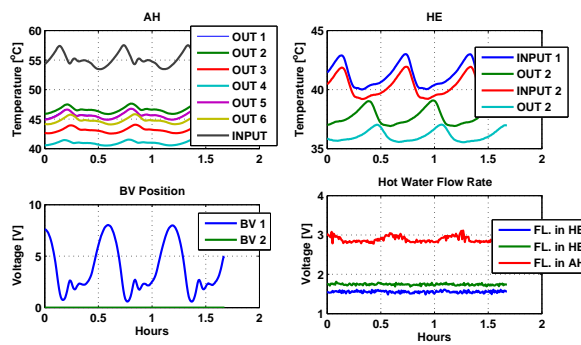 AH
Temperature [°C]
60
55
50
45
40
0
0.5
1
1.5
2
OUT 1
OUT 2
OUT 3
OUT 4
OUT 5
OUT 6
INPUT
HE
Temperature [°C]
45
40
35
0
0.5
1
1.5
2
INPUT 1
OUT 2
INPUT 2
OUT 2
BV Position
Voltage [V]
10
5
0
0
0.5
1
1.5
2
Hours
BV 1
BV 2
Hot Water Flow Rate
Voltage [V]
4
3
2
1
0
0.5
1
1.5
2
Hours
FL. in HE
FL. in HE
FL. in AH